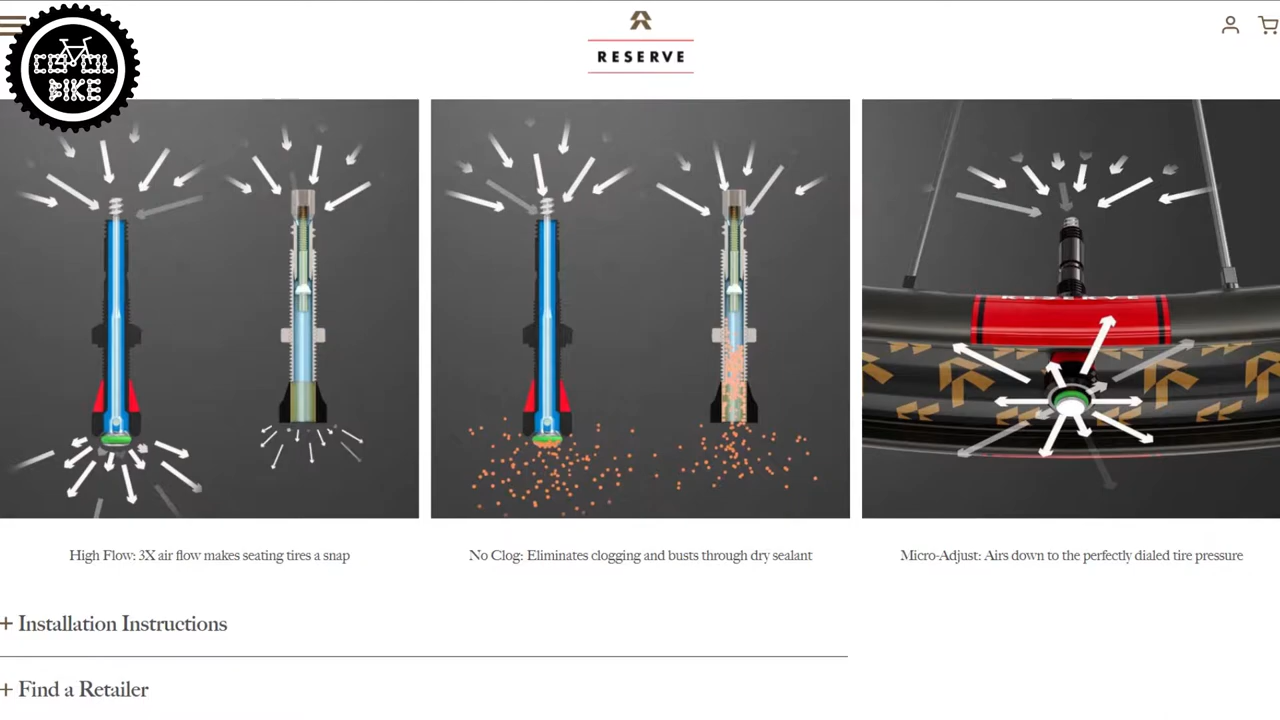 BIKE
RESERVE
RESERVE
High Flow: 3X air flow makes seating tires a snap
No Clog: Eliminates clogging and busts through dry sealant
Micro-Adjust: Airs down to the perfectly dialed tire pressure
+ Installation Instructions
+ Find a Retailer